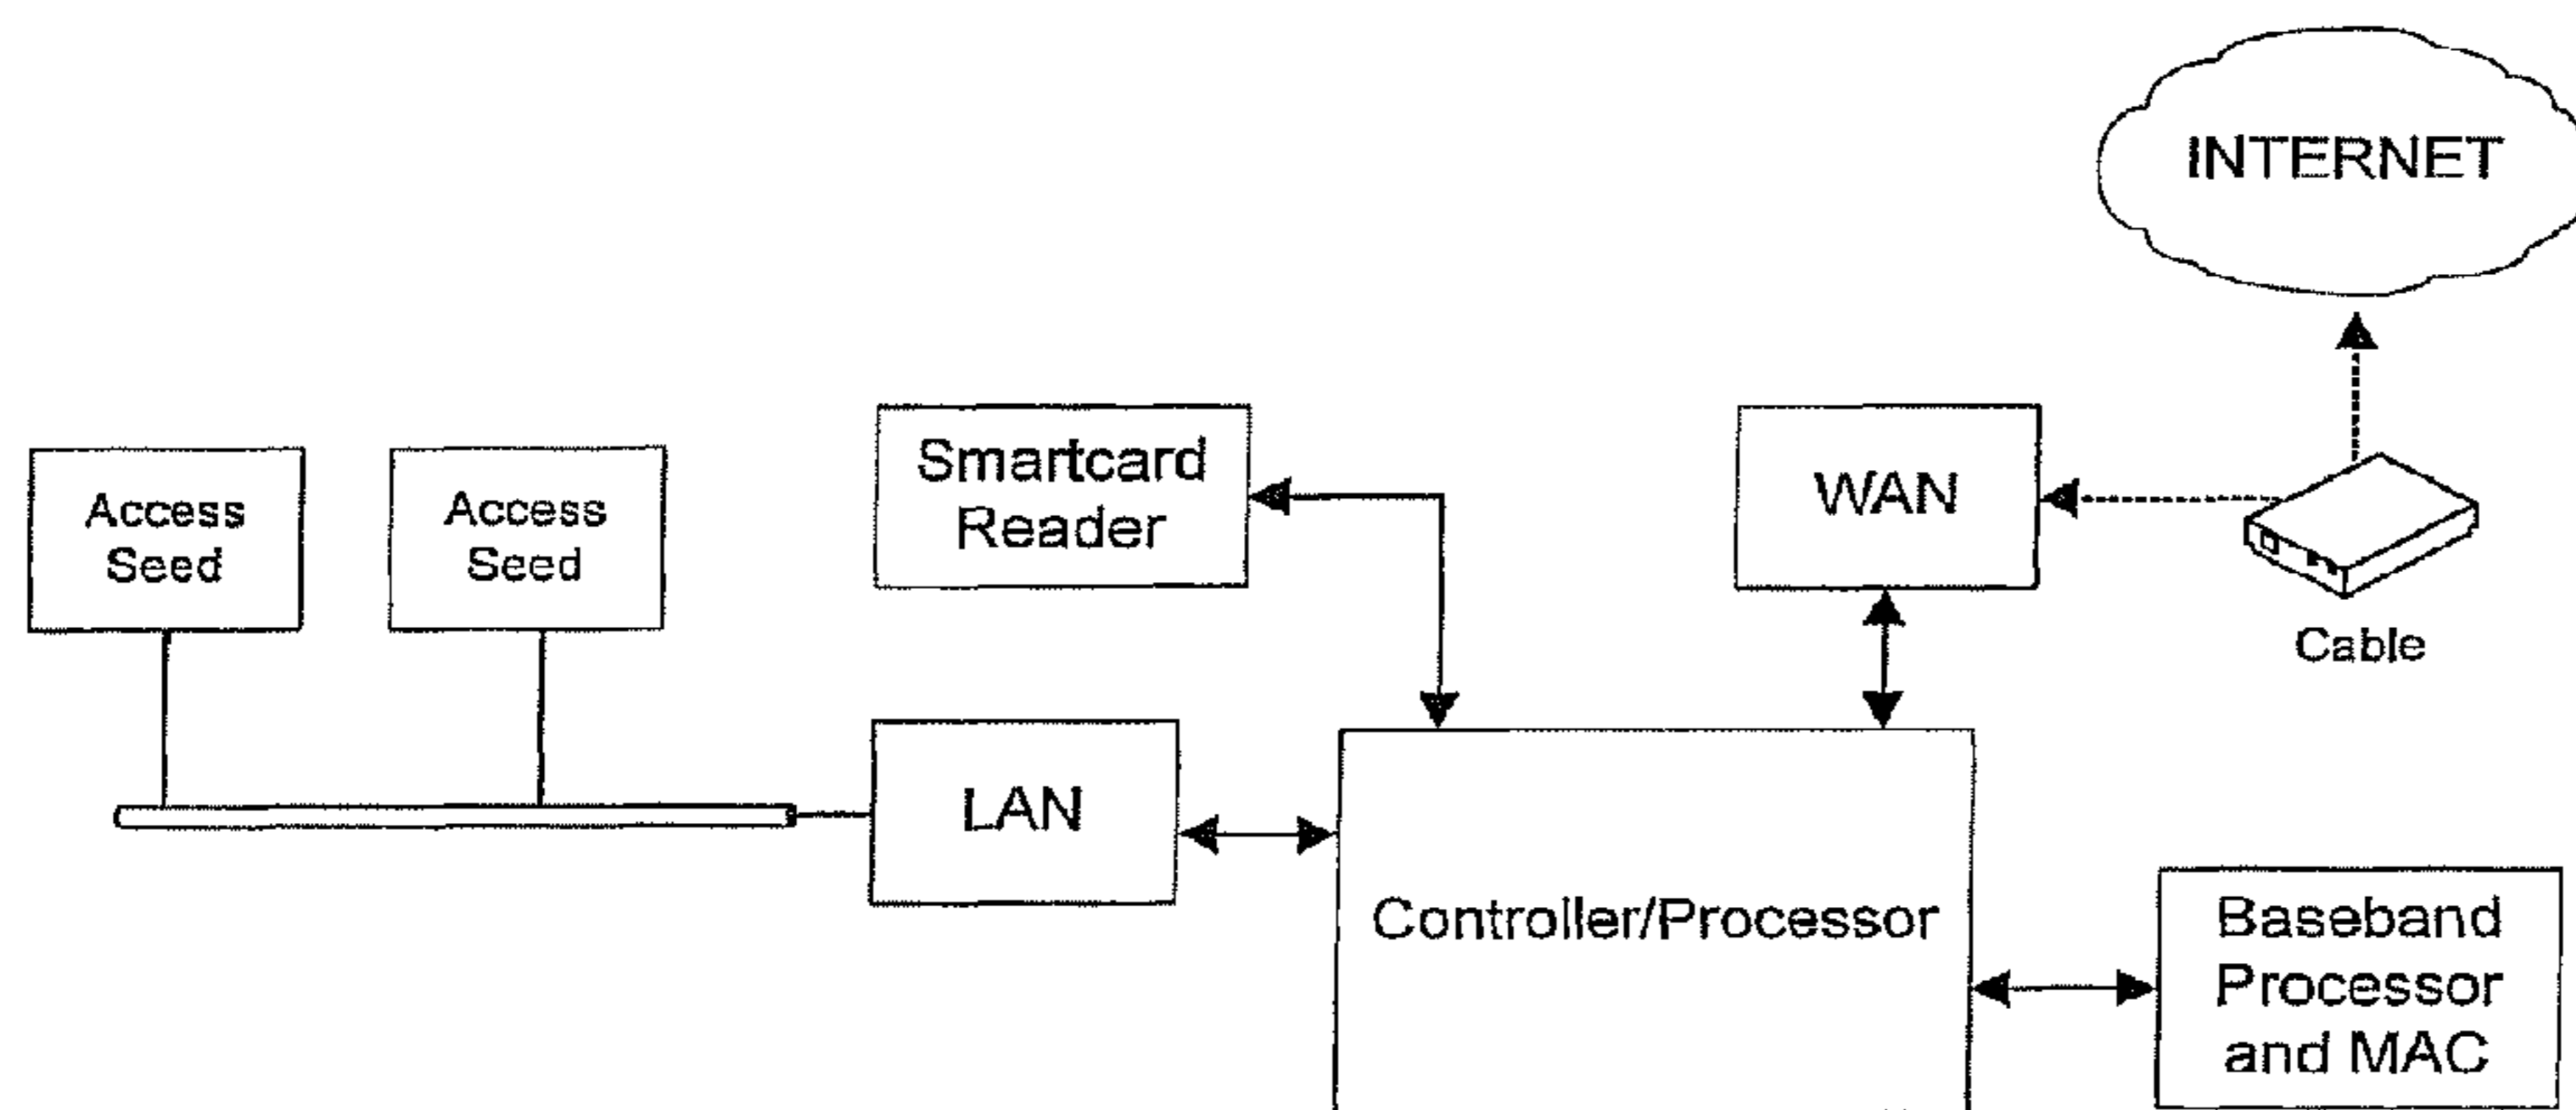 INTERNET
Smartcard
Reader
WAN
Access
Seed
Access
Seed
Cable
LAN
Controller/Processor
Baseband
Processor
and MAC